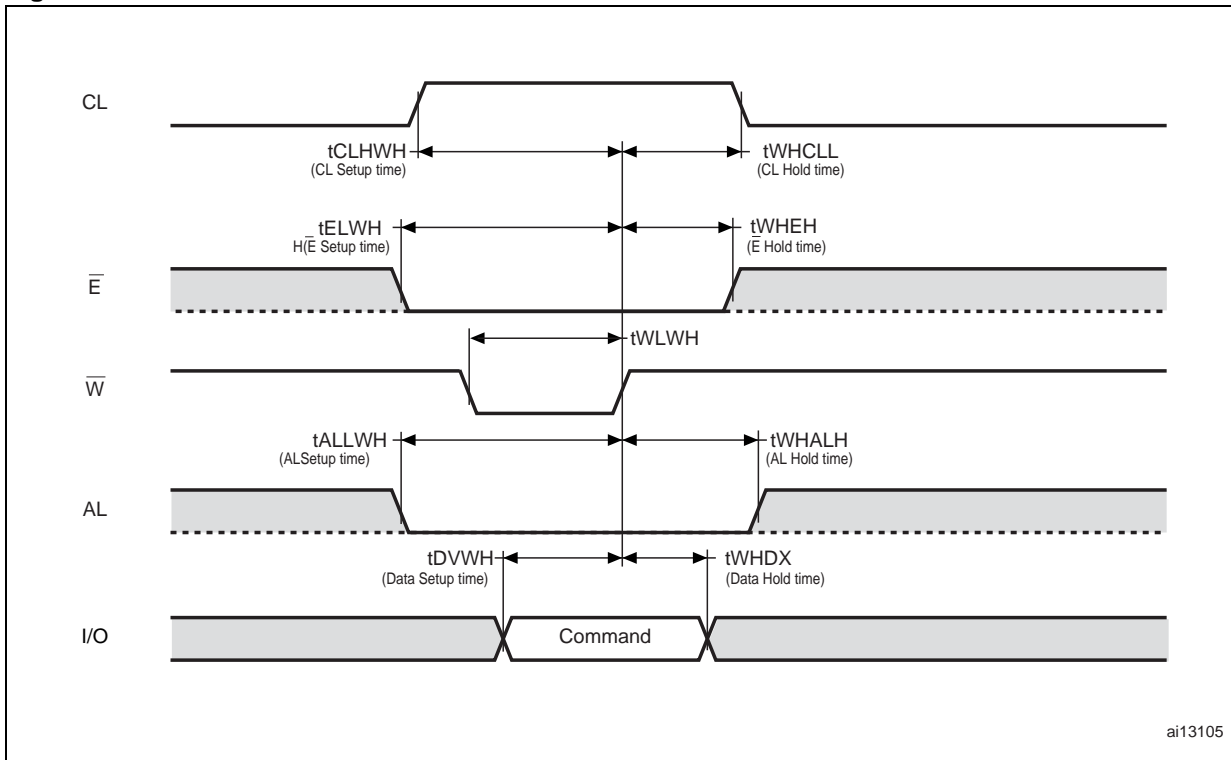 CL
tCLHWH
(CL Setup time)
tWHCLL
(CL Hold time)
tELWH
H(E̅ Setup time)
tWHEH
(E̅ Hold time)
E̅
tWLWH
W̅
tALLWH
(ALSetup time)
tWHALH
(AL Hold time)
AL
tDVWH
(Data Setup time)
tWHDX
(Data Hold time)
I/O
Command
ai13105